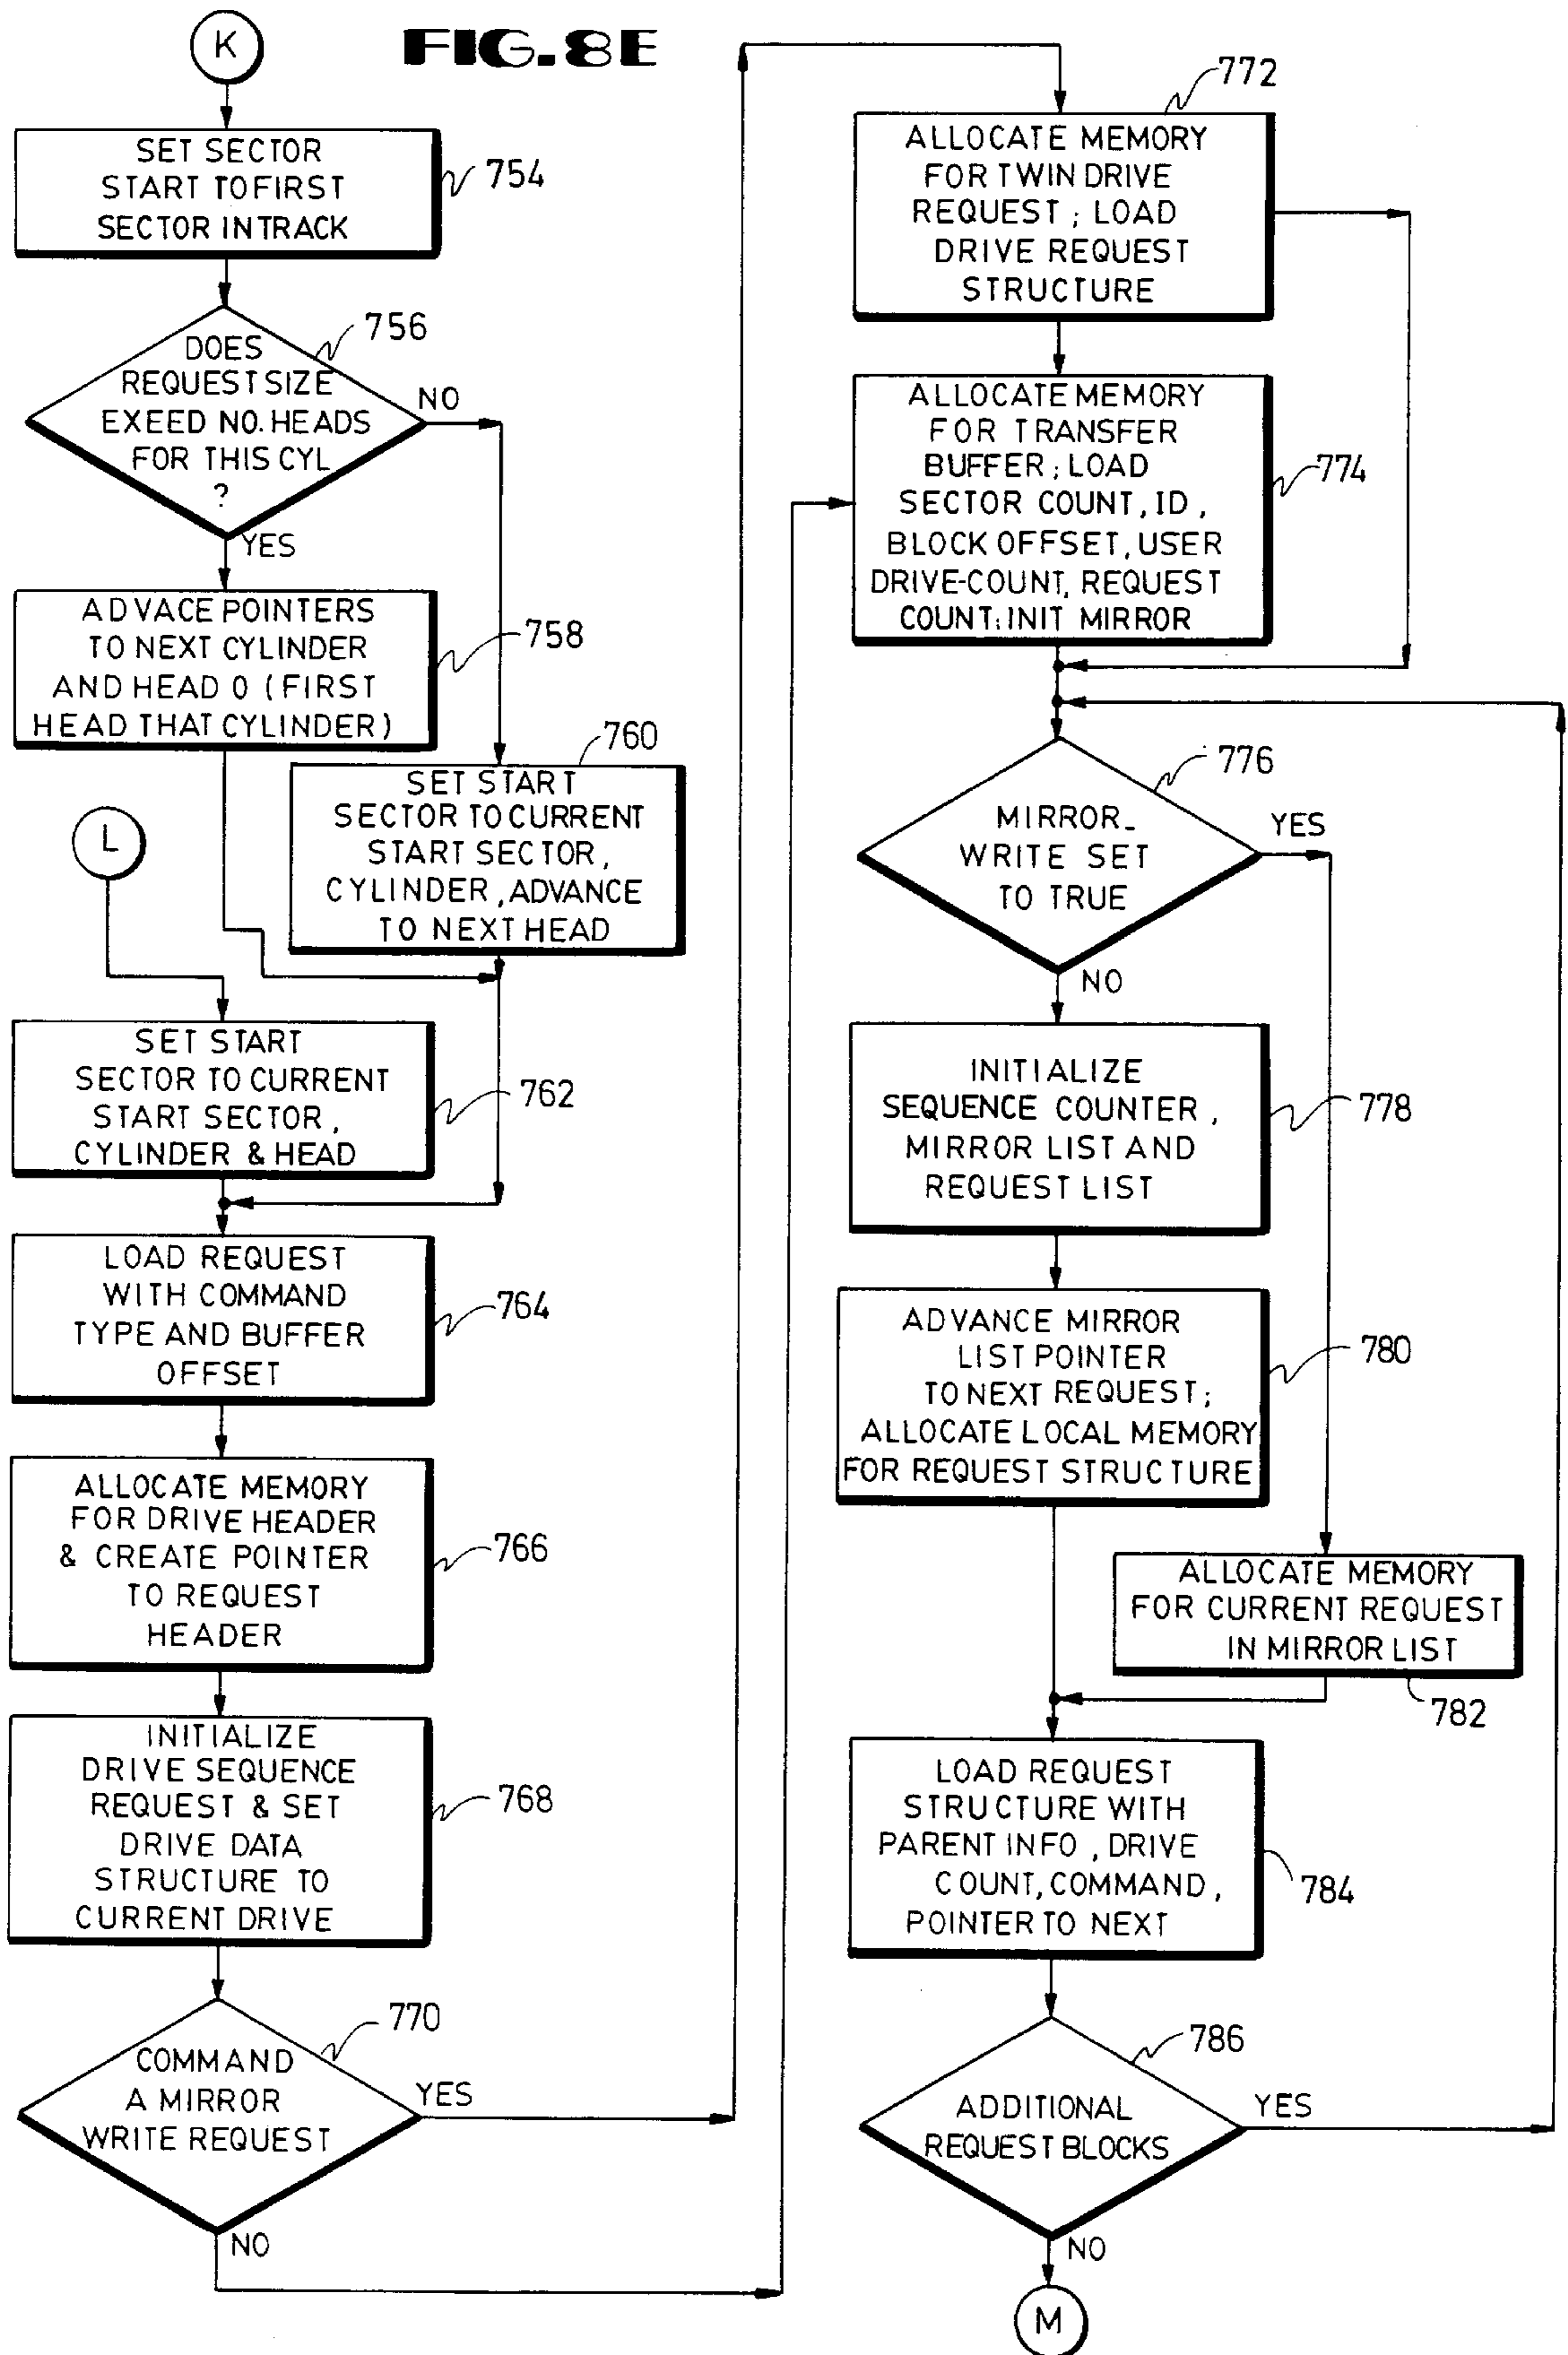 K
FIG. 8E
SET SECTOR
START TO FIRST
SECTOR IN TRACK
754
DOES
REQUEST SIZE
EXEED NO. HEADS
FOR THIS CYL
?
756
NO
YES
ADVACE POINTERS
TO NEXT CYLINDER
AND HEAD 0 (FIRST
HEAD THAT CYLINDER)
758
760
SET START
SECTOR TO CURRENT
START SECTOR,
CYLINDER, ADVANCE
TO NEXT HEAD
L
SET START
SECTOR TO CURRENT
START SECTOR,
CYLINDER & HEAD
762
LOAD REQUEST
WITH COMMAND
TYPE AND BUFFER
OFFSET
764
ALLOCATE MEMORY
FOR DRIVE HEADER
& CREATE POINTER
TO REQUEST
HEADER
766
INITIALIZE
DRIVE SEQUENCE
REQUEST & SET
DRIVE DATA
STRUCTURE TO
CURRENT DRIVE
768
770
COMMAND
A MIRROR
WRITE REQUEST
YES
NO
772
ALLOCATE MEMORY
FOR TWIN DRIVE
REQUEST; LOAD
DRIVE REQUEST
STRUCTURE
ALLOCATE MEMORY
FOR TRANSFER
BUFFER; LOAD
SECTOR COUNT, ID,
BLOCK OFFSET, USER
DRIVE-COUNT, REQUEST
COUNT; INIT MIRROR
774
776
MIRROR_
WRITE SET
TO TRUE
YES
NO
INITIALIZE
SEQUENCE COUNTER,
MIRROR LIST AND
REQUEST LIST
778
ADVANCE MIRROR
LIST POINTER
TO NEXT REQUEST;
ALLOCATE LOCAL MEMORY
FOR REQUEST STRUCTURE
780
ALLOCATE MEMORY
FOR CURRENT REQUEST
IN MIRROR LIST
782
LOAD REQUEST
STRUCTURE WITH
PARENT INFO, DRIVE
COUNT, COMMAND,
POINTER TO NEXT
784
786
ADDITIONAL
REQUEST BLOCKS
YES
NO
M